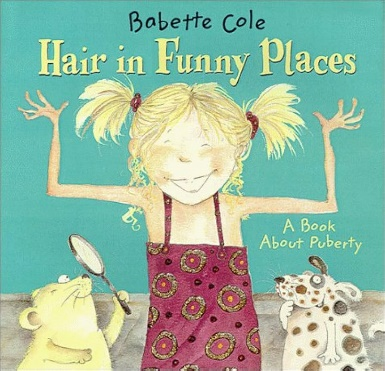 Babette Cole
Hair in Funny Places
A Book
About Puberty